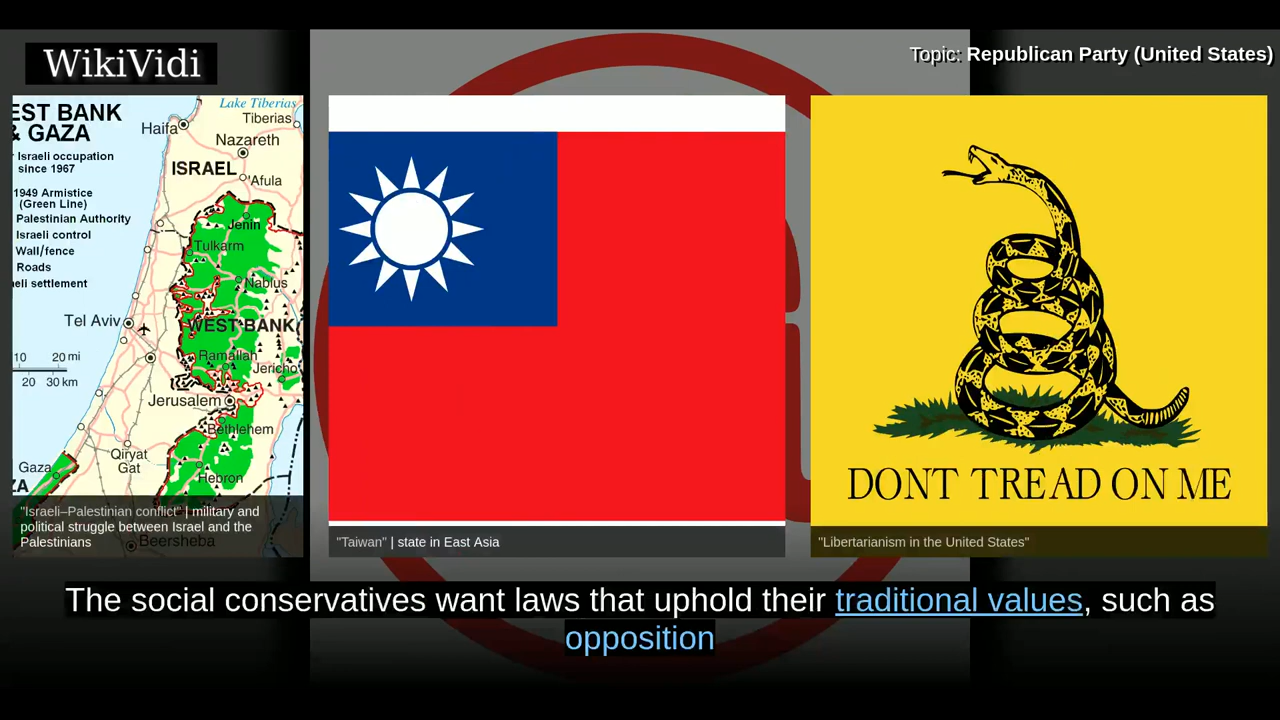 WikiVidi
Topic: Republican Party (United States)
EST BANK
& GAZA
Israeli occupation
since 1967
1949 Armistice
(Green Line)
Palestinian Authority
Israeli control
Wall/fence
Roads
eli settlement
10 20 mi
20 30 km
Lake Tiberias
Tiberias
Haifa
Nazareth
ISRAEL
'Afula
Jenin
Tulkarm
Nablus
Tel Aviv
WEST BANK
Ramallah
Jericho
Jerusalem
Bethlehem
Qiryat
Gat
Gaza
ZA
Hebron
Beersheba
"Israeli–Palestinian conflict" | military and
political struggle between Israel and the
Palestinians
"Taiwan" | state in East Asia
DONT TREAD ON ME
"Libertarianism in the United States"
The social conservatives want laws that uphold their traditional values, such as
opposition